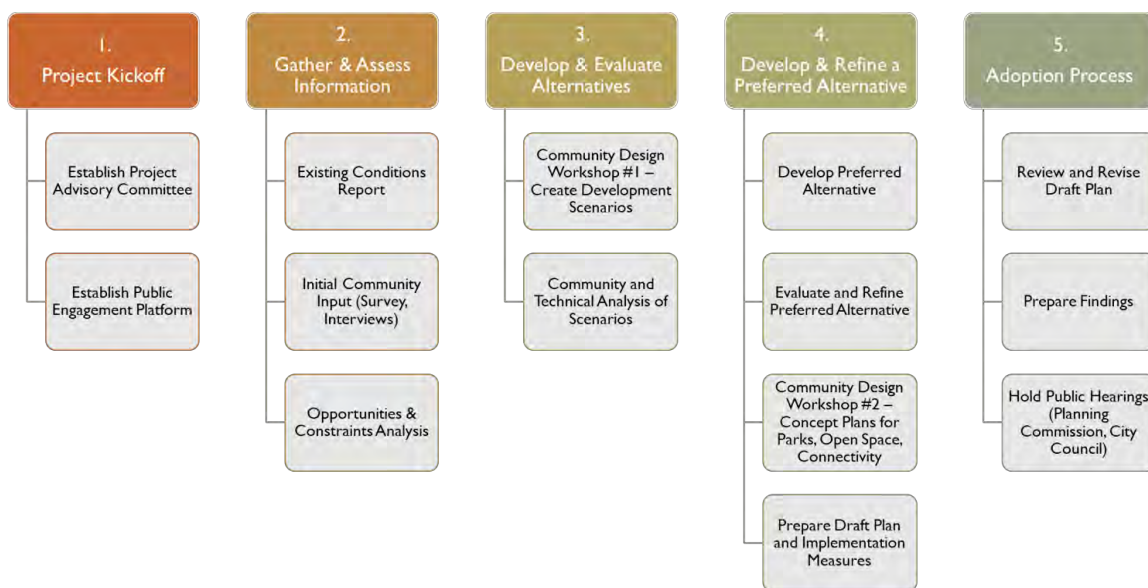 1.
Project Kickoff
Establish Project
Advisory Committee
Establish Public
Engagement Platform
2.
Gather & Assess
Information
Existing Conditions
Report
Initial Community
Input (Survey,
Interviews)
Opportunities &
Constraints Analysis
3.
Develop & Evaluate
Alternatives
Community Design
Workshop #1 –
Create Development
Scenarios
Community and
Technical Analysis of
Scenarios
4.
Develop & Refine a
Preferred Alternative
Develop Preferred
Alternative
Evaluate and Refine
Preferred Alternative
Community Design
Workshop #2 –
Concept Plans for
Parks, Open Space,
Connectivity
Prepare Draft Plan
and Implementation
Measures
5.
Adoption Process
Review and Revise
Draft Plan
Prepare Findings
Hold Public Hearings
(Planning
Commission, City
Council)